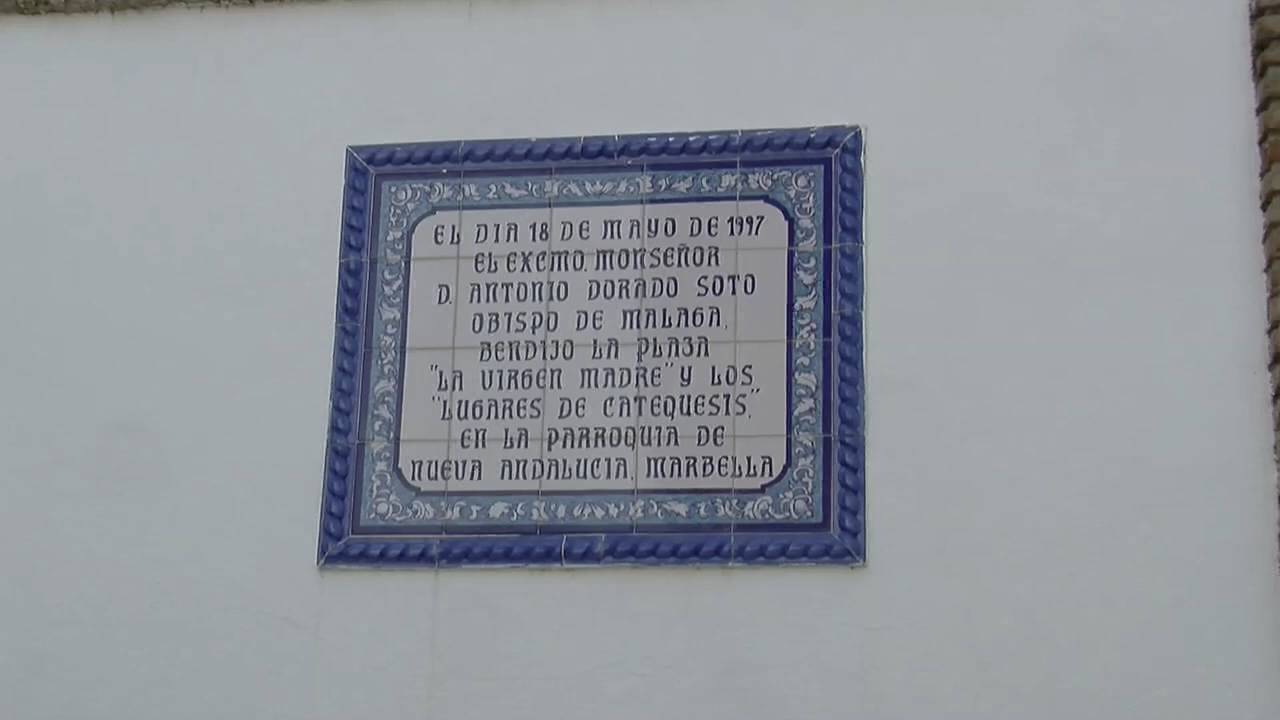 EL DIA 18 DE MAYO DE 1997
EL EXCMO. MONSEÑOR
D. ANTONIO DORADO SOTO
OBISPO DE MALAGA,
BENDIJO LA PLAZA
"LA VIRGEN MADRE" Y LOS
"LUGARES DE CATEQUESIS",
EN LA PARROQUIA DE
NUEVA ANDALUCIA, MARBELLA